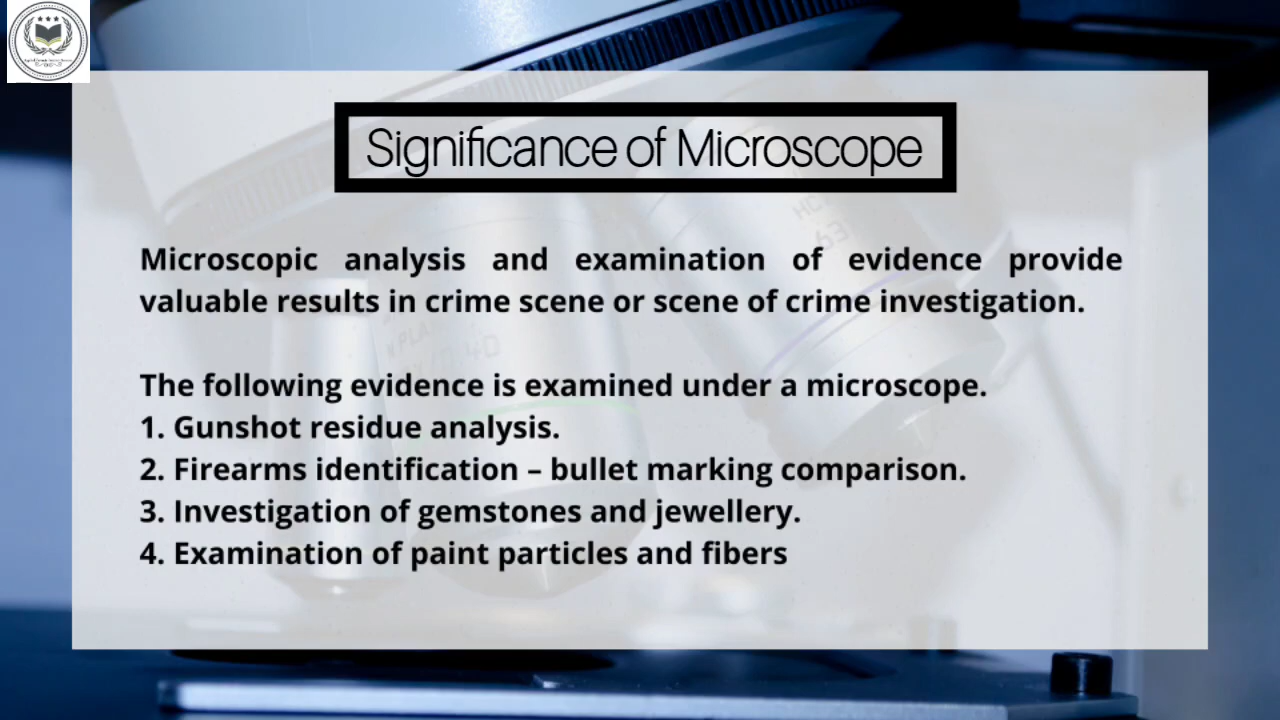 Significance of Microscope
Microscopic analysis and examination of evidence provide
valuable results in crime scene or scene of crime investigation.
The following evidence is examined under a microscope.
1. Gunshot residue analysis.
2. Firearms identification – bullet marking comparison.
3. Investigation of gemstones and jewellery.
4. Examination of paint particles and fibers